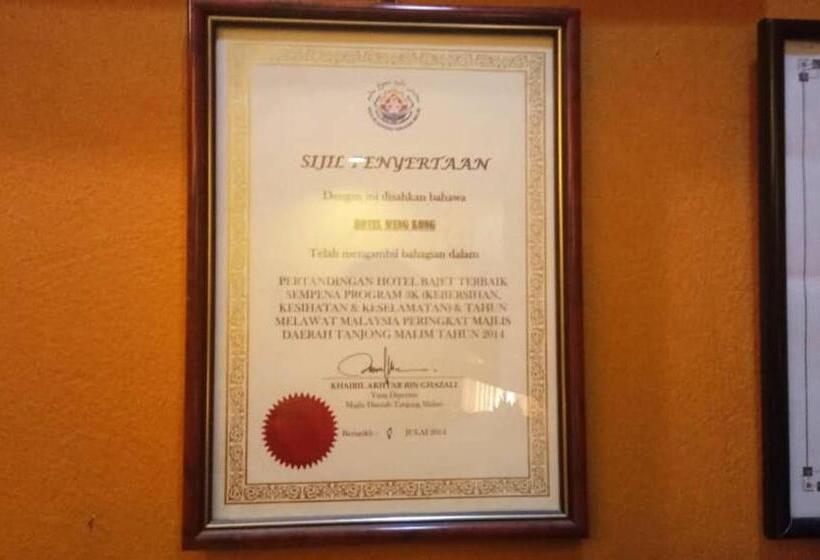 SIJIL PENYERTAAN
Dengan ini disahkan bahawa
HOTEL WENG KONG
Telah mengambil bahagian dalam
PERTANDINGAN HOTEL BAJET TERBAIK
SEMPENA PROGRAM 3K (KEBERSIHAN,
KESIHATAN & KESELAMATAN) & TAHUN
MELAWAT MALAYSIA PERINGKAT MAJLIS
DAERAH TANJONG MALIM TAHUN 2014
KHAIRIL AKHYAR BIN GHAZALI
Yang Dipertua
Majlis Daerah Tanjong Malim
Bertarikh : JULAI 2014